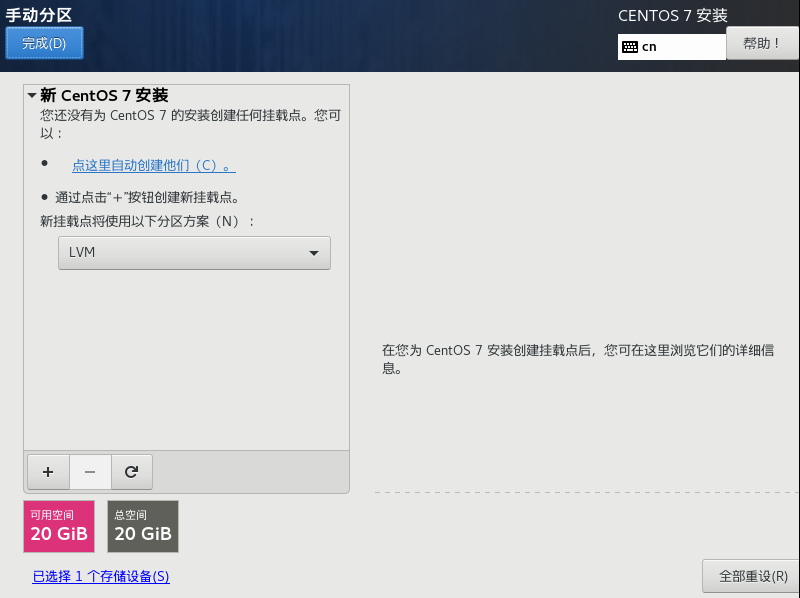 手动分区
完成(D)
CENTOS 7 安装
cn
帮助！
新 CentOS 7 安装
您还没有为 CentOS 7 的安装创建任何挂载点。您可
以：
点这里自动创建他们（C）。
通过点击“+”按钮创建新挂载点。
新挂载点将使用以下分区方案（N）：
LVM
在您为 CentOS 7 安装创建挂载点后，您可在这里浏览它们的详细信
息。
+ −
可用空间
20 GiB
总空间
20 GiB
已选择 1 个存储设备(S)
全部重设(R)